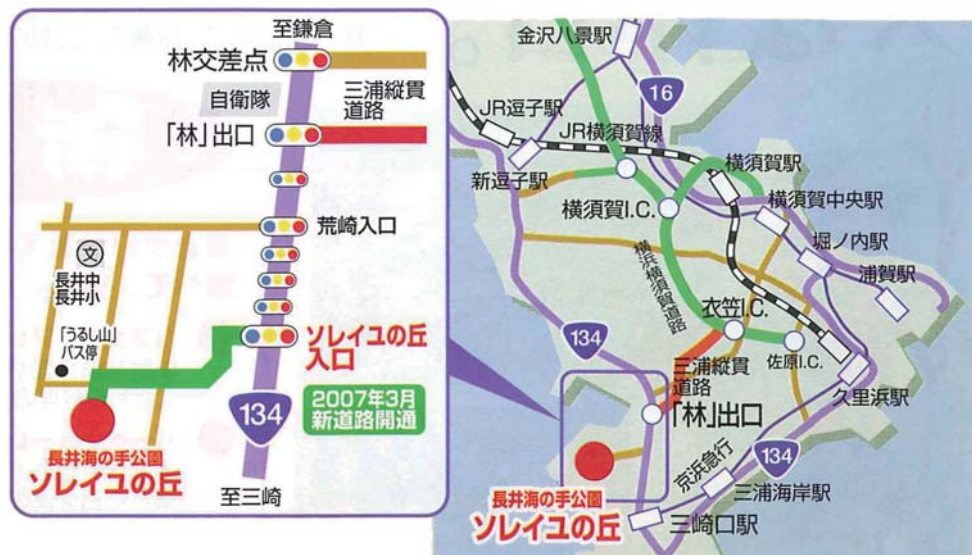 至鎌倉
林交差点
自衛隊
三浦縦貫
道路
「林」出口
荒崎入口
文
長井中
長井小
「うるし山」
バス停
ソレイユの丘
入口
2007年3月
新道路開通
134
長井海の手公園
ソレイユの丘
至三崎
金沢八景駅
16
JR逗子駅
JR横須賀線
新逗子駅
横須賀駅
横須賀I.C.
横須賀中央駅
堀ノ内駅
浦賀駅
横浜横須賀道路
衣笠I.C.
134
佐原I.C.
三浦縦貫
道路
久里浜駅
「林」出口
京浜急行
134
三浦海岸駅
長井海の手公園
ソレイユの丘
三崎口駅